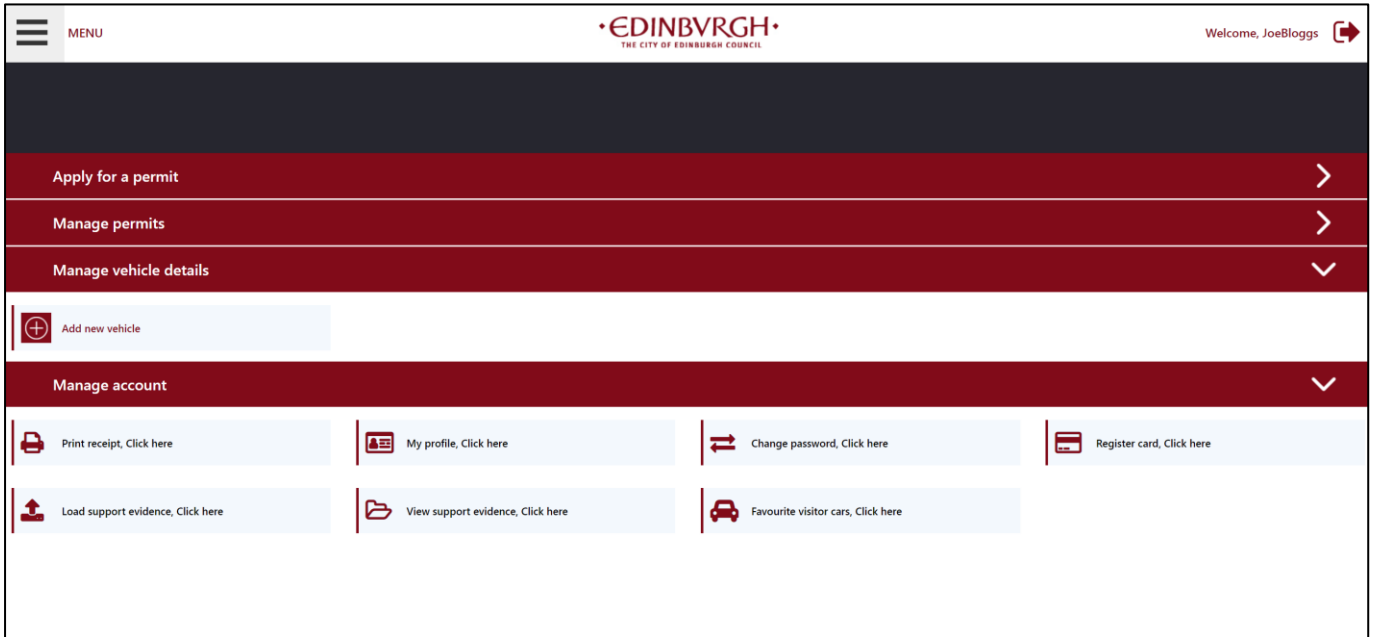 MENU
·EDINBVRGH·
THE CITY OF EDINBURGH COUNCIL
Welcome, JoeBloggs
Apply for a permit
Manage permits
Manage vehicle details
Add new vehicle
Manage account
Print receipt, Click here
My profile, Click here
Change password, Click here
Register card, Click here
Load support evidence, Click here
View support evidence, Click here
Favourite visitor cars, Click here